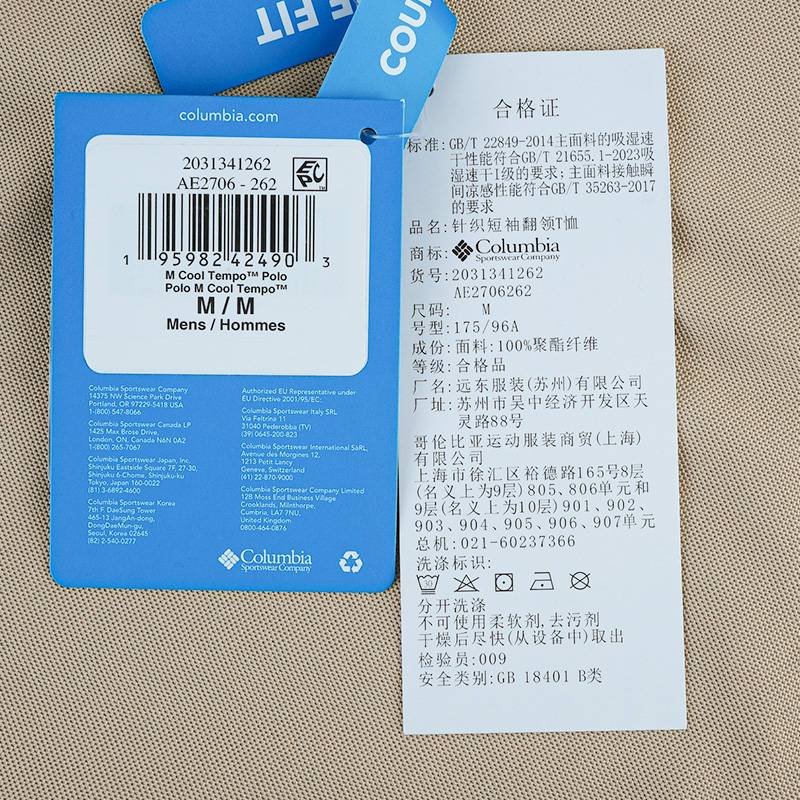 E FIT
COU
columbia.com
2031341262
AE2706 - 262
EPC™
1 95982 42490 3
M Cool Tempo™ Polo
Polo M Cool Tempo™
M / M
Mens / Hommes
Columbia Sportswear Company
14375 NW Science Park Drive
Portland, OR 97229-5418 USA
1-(800) 547-8066
Columbia Sportswear Canada LP
1425 Max Brose Drive,
London, ON, Canada N6N 0A2
1-(800) 265-7067
Columbia Sportswear Japan, Inc.
Shinjuku Eastside Square 7F, 27-30,
Shinjuku 6-Chome, Shinjuku-ku
Tokyo, Japan 160-0022
(81) 3-6892-4600
Columbia Sportswear Korea
7th F. DaeSung Tower
465-13 JangAn-dong,
DongDaeMun-gu,
Seoul, Korea 02645
(82) 2-540-0277
Authorized EU Representative under
EU Directive 2001/95/EC:
Columbia Sportswear Italy SRL
Via Feltrina 11
31040 Pederobba (TV)
(39) 0645-200-823
Columbia Sportswear International SàRL,
Avenue des Morgines 12,
1213 Petit Lancy
Geneve, Switzerland
(41) 22-870-9000
Columbia Sportswear Company Limited
12B Moss End Business Village
Crooklands, Milnthorpe,
Cumbria, LA7 7NU,
United Kingdom
0800-464-0876
Columbia
Sportswear Company
合格证
标准:GB/T 22849-2014主面料的吸湿速
干性能符合GB/T 21655.1-2023吸
湿速干I级的要求;主面料接触瞬
间凉感性能符合GB/T 35263-2017
的要求
品名:针织短袖翻领T恤
商标:Columbia
Sportswear Company
货号:2031341262
AE2706262
尺码: M
号型:175/96A
成份:面料:100%聚酯纤维
等级:合格品
厂名:远东服装(苏州)有限公司
厂址:苏州市吴中经济开发区天
灵路88号
哥伦比亚运动服装商贸(上海)
有限公司
上海市徐汇区裕德路165号8层
(名义上为9层)805、806单元和
9层(名义上为10层)901、902、
903、904、905、906、907单元
总机:021-60237366
洗涤标识:
30
分开洗涤
不可使用柔软剂,去污剂
干燥后尽快(从设备中)取出
检验员:009
安全类别:GB 18401 B类